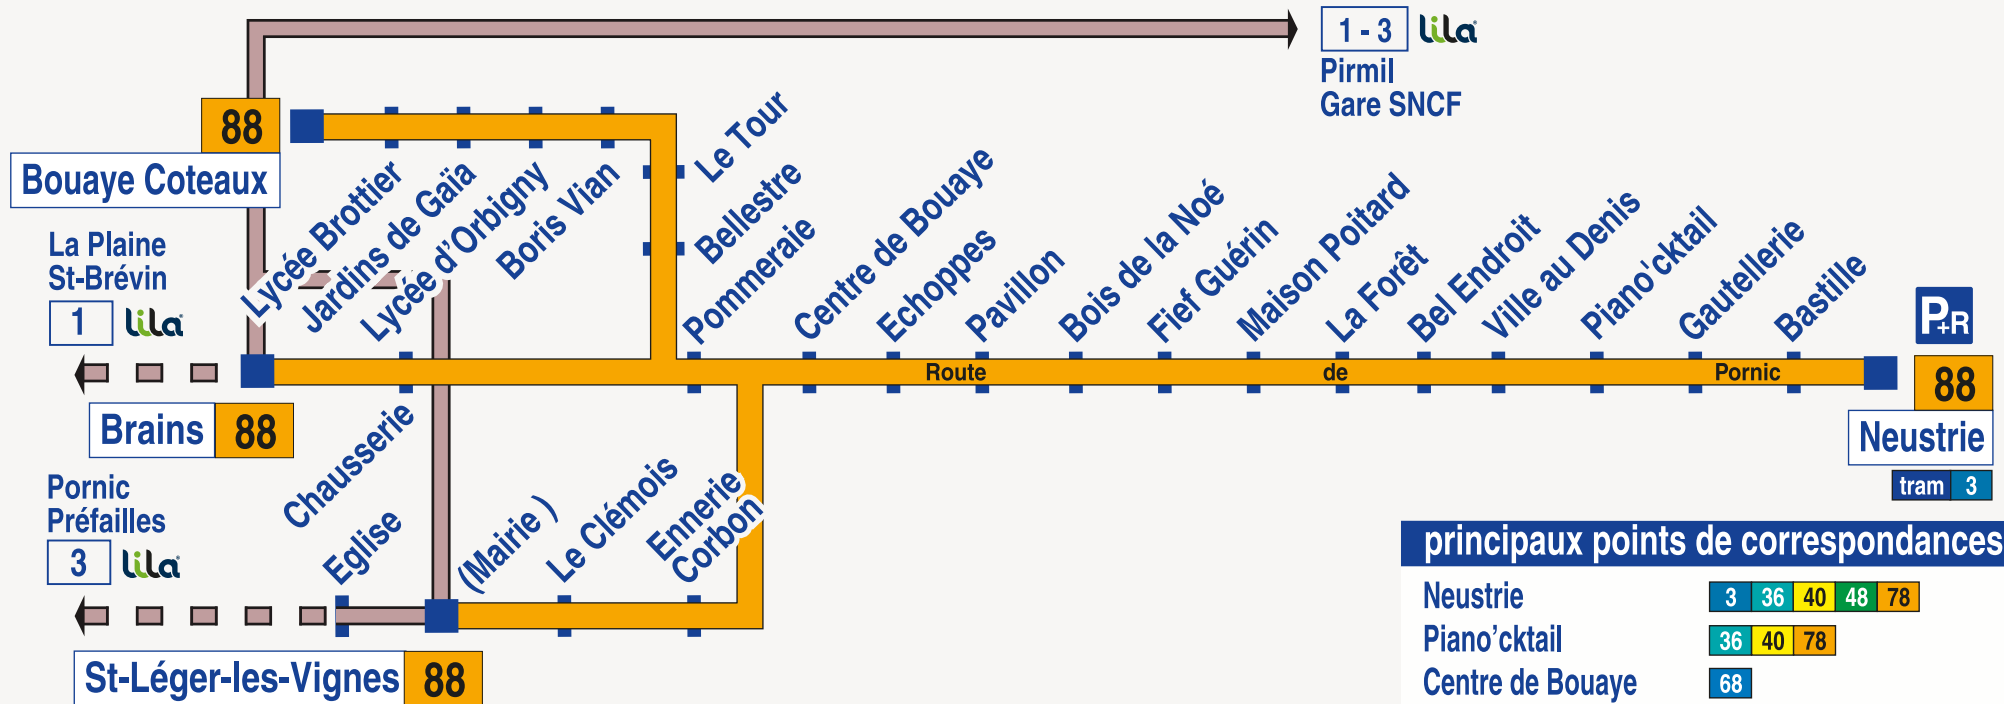 1 - 3 lila
Pirmil
Gare SNCF
88
Bouaye Coteaux
Lycée Brottier
Jardins de Gaïa
Lycée d'Orbigny
Boris Vian
Le Tour
Bellestre
Pommeraie
Centre de Bouaye
Echoppes
Pavillon
Bois de la Noé
Fief Guérin
Maison Poitard
La Forêt
Bel Endroit
Ville au Denis
Piano'cktail
Gautellerie
Bastille
P+R
La Plaine
St-Brévin
1 lila
Route de Pornic
88
Neustrie
tram 3
Brains 88
Chausserie
Pornic
Préfailles
3 lila
Eglise
(Mairie )
Le Clémois
Ennerie
Corbon
St-Léger-les-Vignes 88
principaux points de correspondances
Neustrie 3 36 40 48 78
Piano'cktail 36 40 78
Centre de Bouaye 68